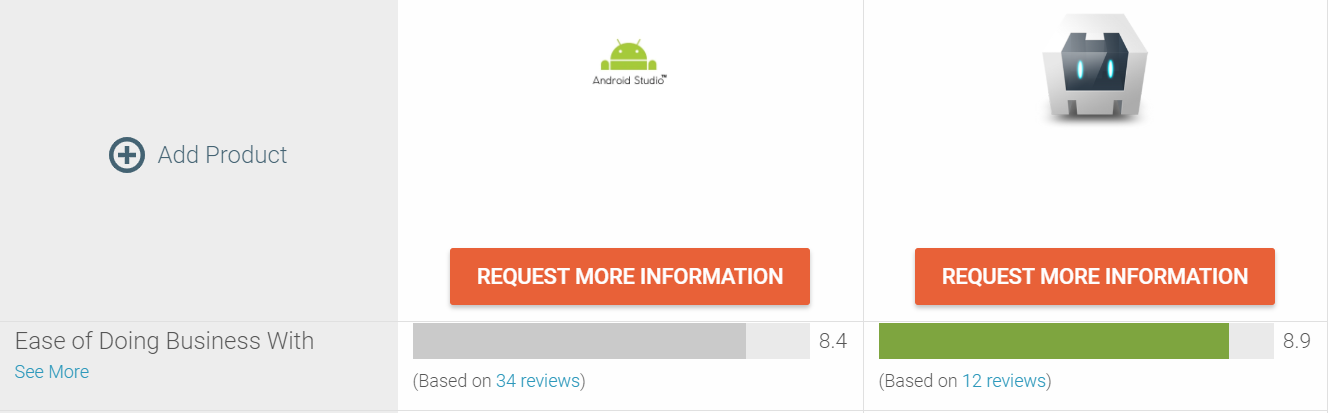 Android Studio™
Add Product
REQUEST MORE INFORMATION
REQUEST MORE INFORMATION
Ease of Doing Business With
See More
8.4
(Based on 34 reviews)
8.9
(Based on 12 reviews)